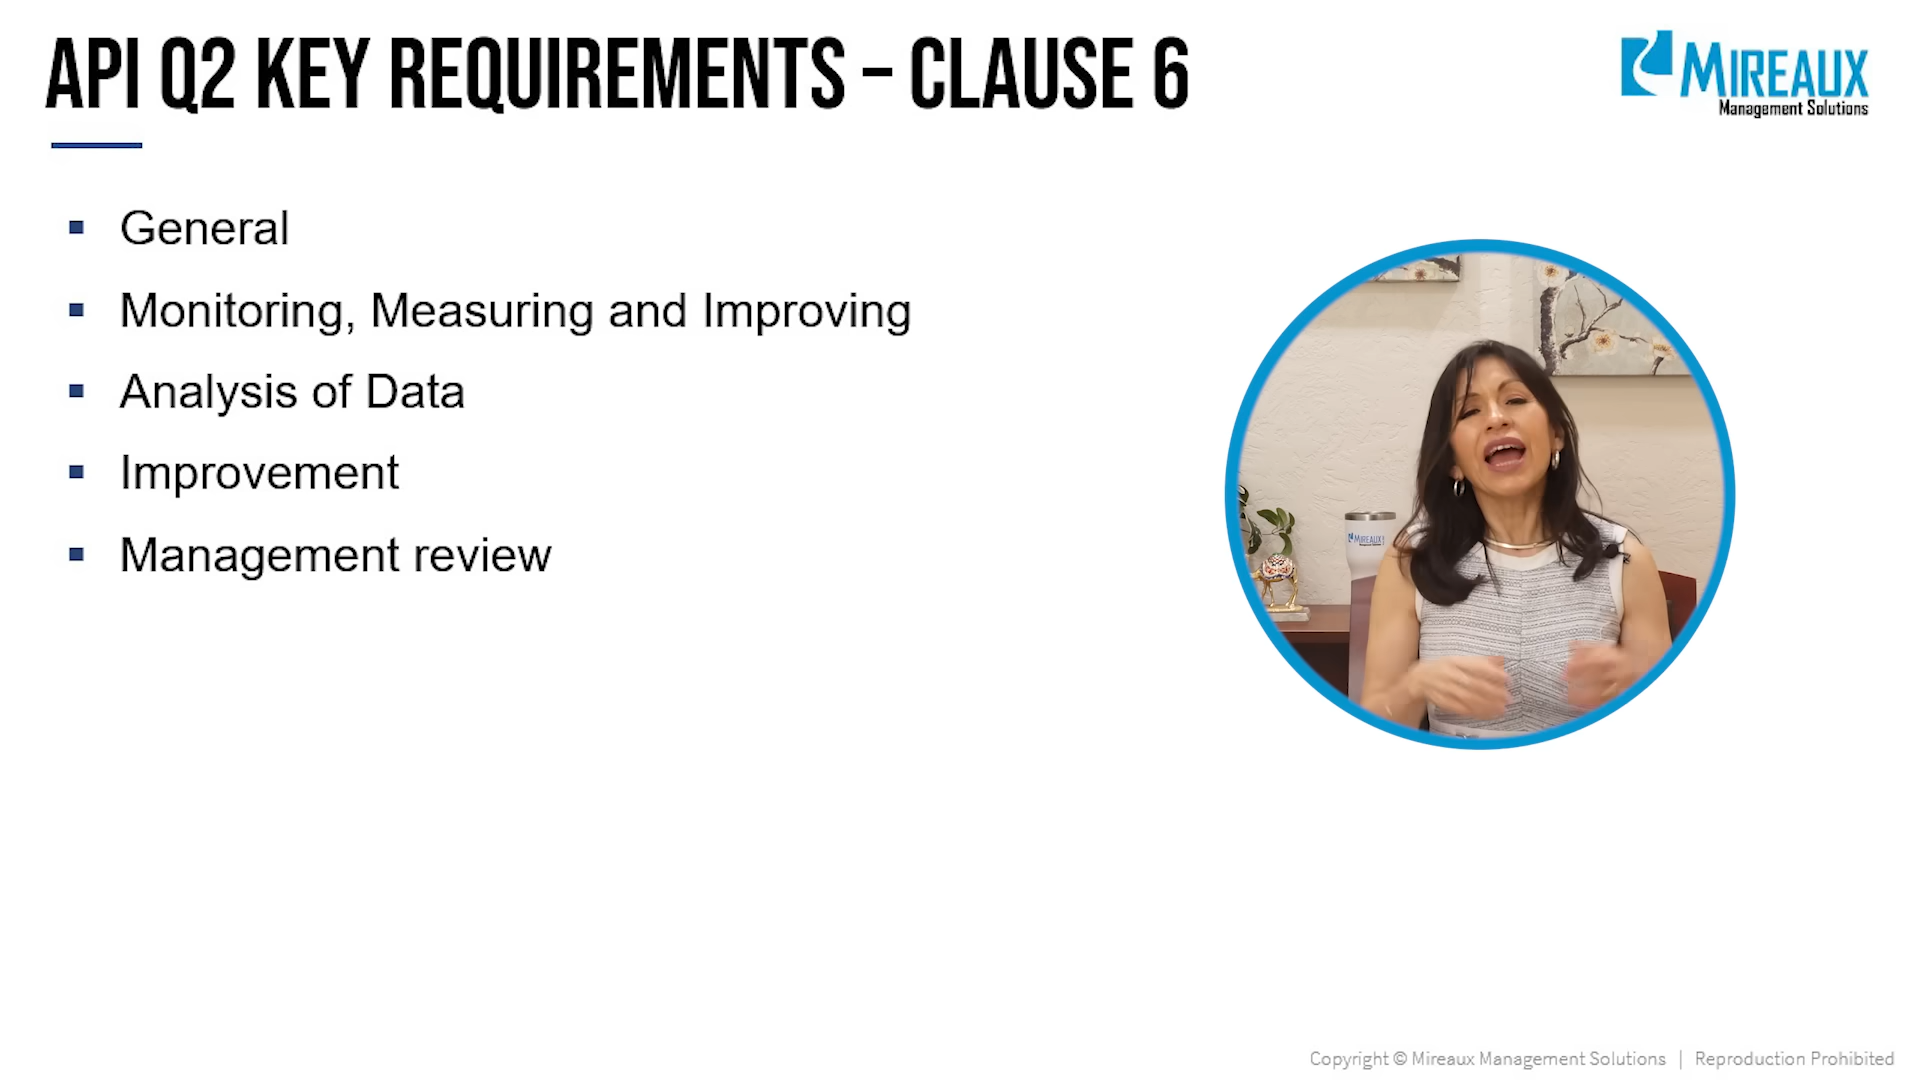 API Q2 KEY REQUIREMENTS – CLAUSE 6
MIREAUX
Management Solutions
General
Monitoring, Measuring and Improving
Analysis of Data
Improvement
Management review
MIREAUX
Copyright © Mireaux Management Solutions | Reproduction Prohibited